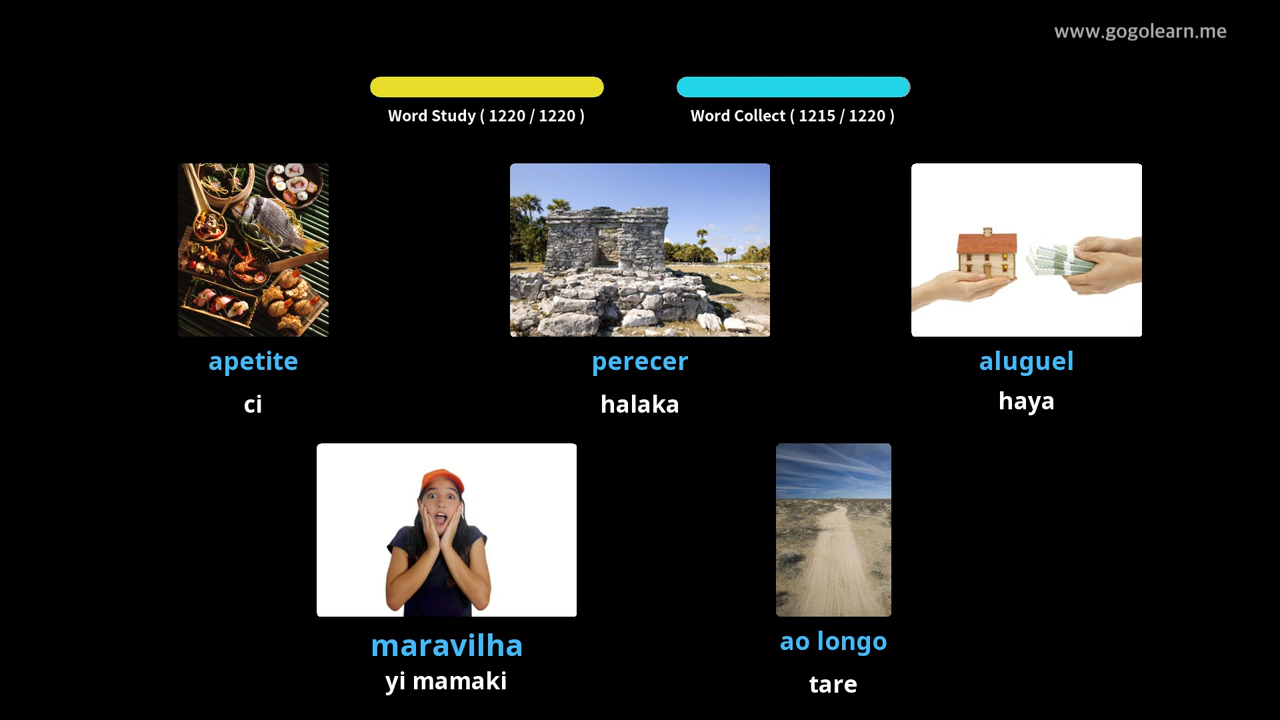 www.gogolearn.me
Word Study ( 1220 / 1220 )
Word Collect ( 1215 / 1220 )
apetite
ci
perecer
halaka
aluguel
haya
maravilha
yi mamaki
ao longo
tare